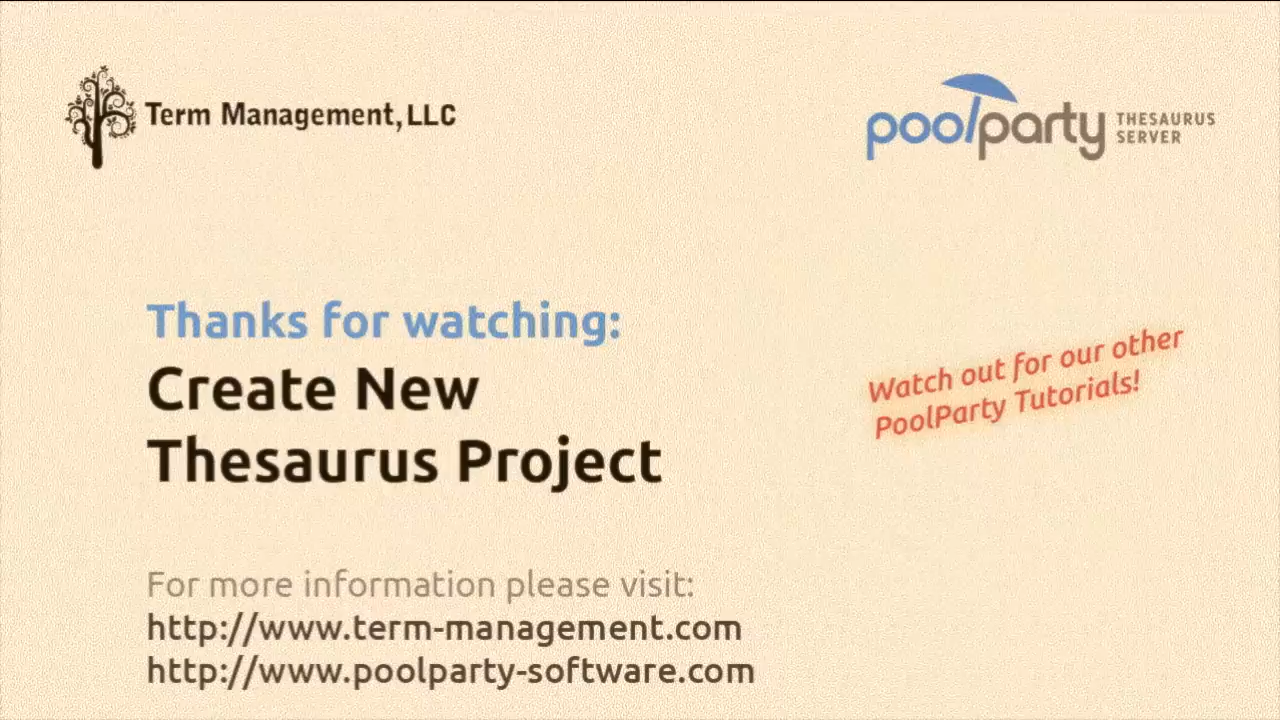 Term Management, LLC
poolparty THESAURUS
SERVER
Thanks for watching:
Create New
Thesaurus Project
Watch out for our other
PoolParty Tutorials!
For more information please visit:
http://www.term-management.com
http://www.poolparty-software.com